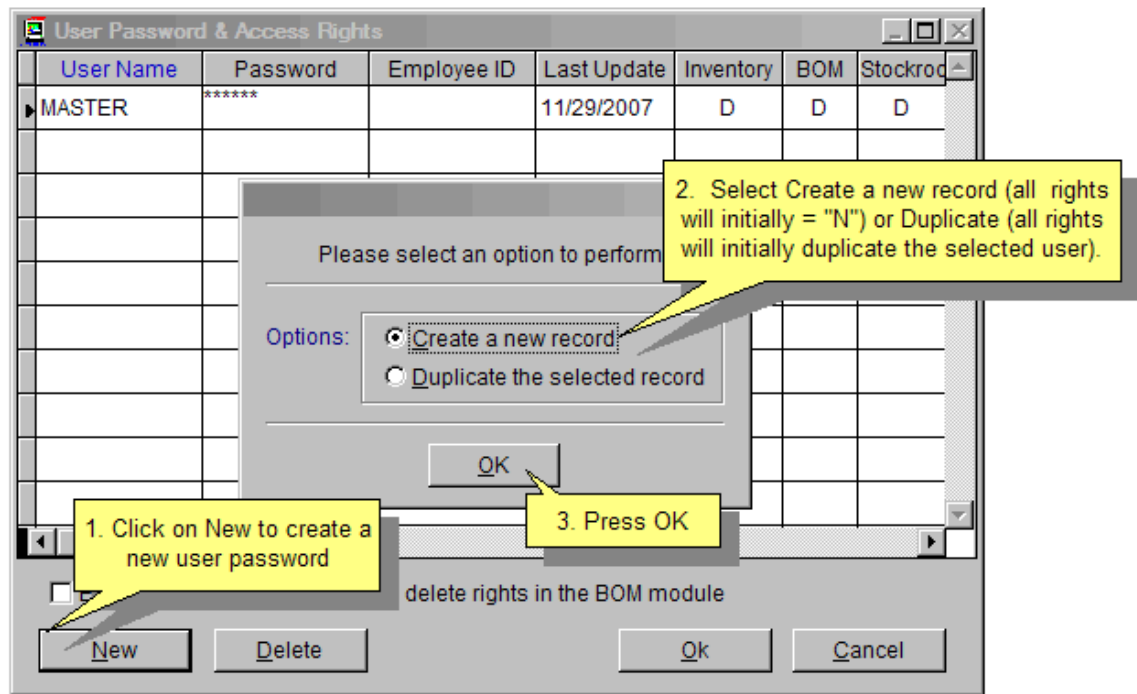 User Password & Access Rights
User Name Password Employee ID Last Update Inventory BOM Stockroo
MASTER ****** 11/29/2007 D D D
2. Select Create a new record (all rights
will initially = "N") or Duplicate (all rights
will initially duplicate the selected user).
Please select an option to perform
Options:
Create a new record
Duplicate the selected record
OK
3. Press OK
1. Click on New to create a
new user password
delete rights in the BOM module
New Delete Ok Cancel